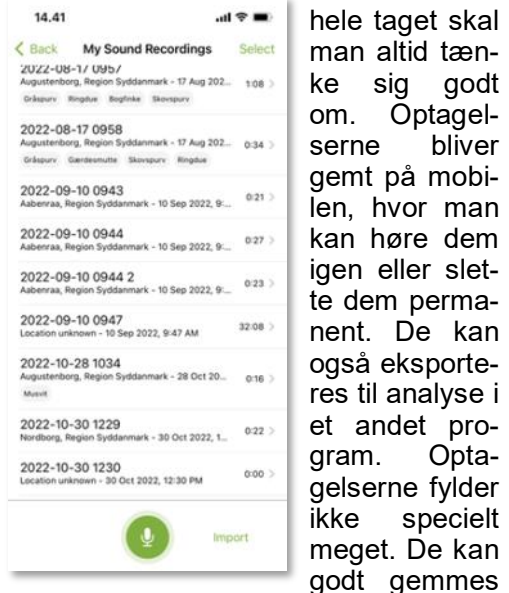 14.41
Back My Sound Recordings Select
2022-08-17 0957
Augustenborg, Region Syddanmark - 17 Aug 202... 1:08
Gråspurv Ringdue Bogfinke Skovspurv
2022-08-17 0958
Augustenborg, Region Syddanmark - 17 Aug 202... 0:34
Gråspurv Gærdesmutte Skovspurv Ringdue
2022-09-10 0943
Aabenraa, Region Syddanmark - 10 Sep 2022, 9:... 0:21
2022-09-10 0944
Aabenraa, Region Syddanmark - 10 Sep 2022, 9:... 0:27
2022-09-10 0944 2
Aabenraa, Region Syddanmark - 10 Sep 2022, 9:... 0:23
2022-09-10 0947
Location unknown - 10 Sep 2022, 9:47 AM 32:08
2022-10-28 1034
Augustenborg, Region Syddanmark - 28 Oct 20... 0:16
Musvit
2022-10-30 1229
Nordborg, Region Syddanmark - 30 Oct 2022, 1... 0:22
2022-10-30 1230
Location unknown - 30 Oct 2022, 12:30 PM 0:00
Import
hele taget skal
man altid tæn-
ke sig godt
om. Optagel-
serne bliver
gemt på mobi-
len, hvor man
kan høre dem
igen eller slet-
te dem perma-
nent. De kan
også eksporte-
res til analyse i
et andet pro-
gram. Opta-
gelserne fylder
ikke specielt
meget. De kan
godt gemmes